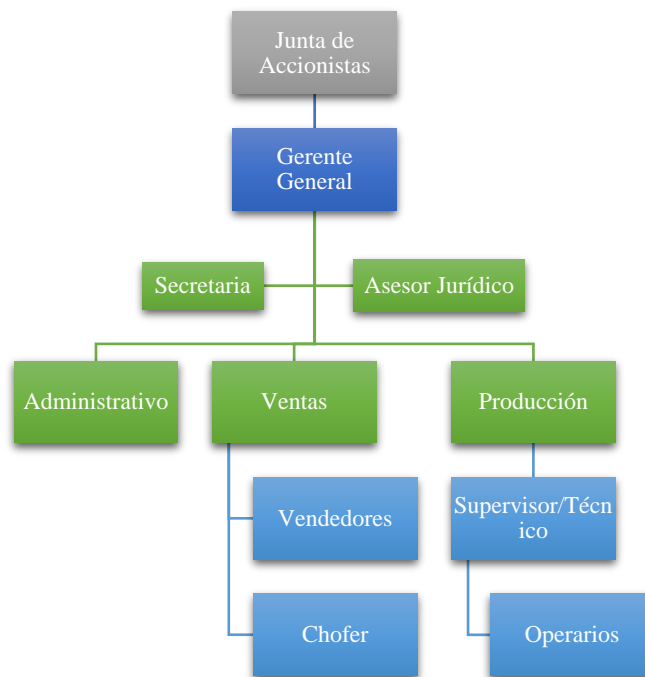 Junta de
Accionistas
Gerente
General
Secretaria
Asesor Jurídico
Administrativo
Ventas
Producción
Vendedores
Supervisor/Técn
ico
Chofer
Operarios